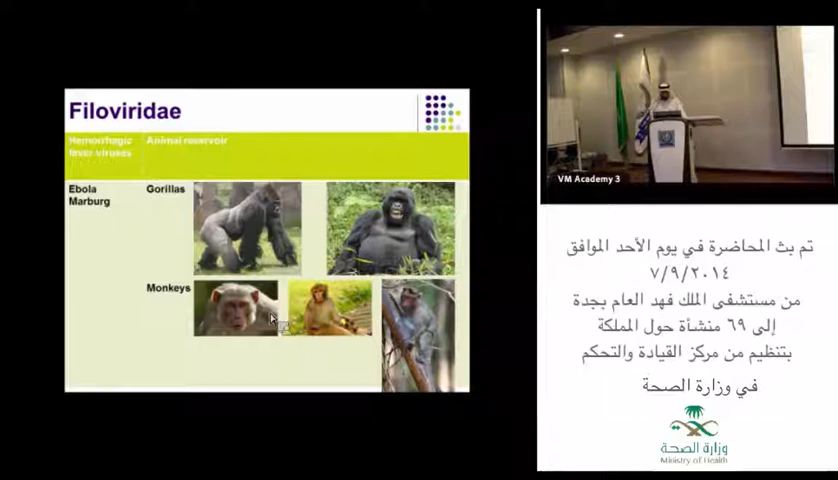 Filoviridae
Hemorrhagic
fever viruses
Animal reservoir
Ebola
Marburg
Gorillas
Monkeys
VM Academy 3
تم بث المحاضرة في يوم الأحد الموافق
٧/٩/٢٠١٤
من مستشفى الملك فهد العام بجدة
إلى ٦٩ منشأة حول المملكة
بتنظيم من مركز القيادة والتحكم
في وزارة الصحة
وزارة الصحة
Ministry of Health